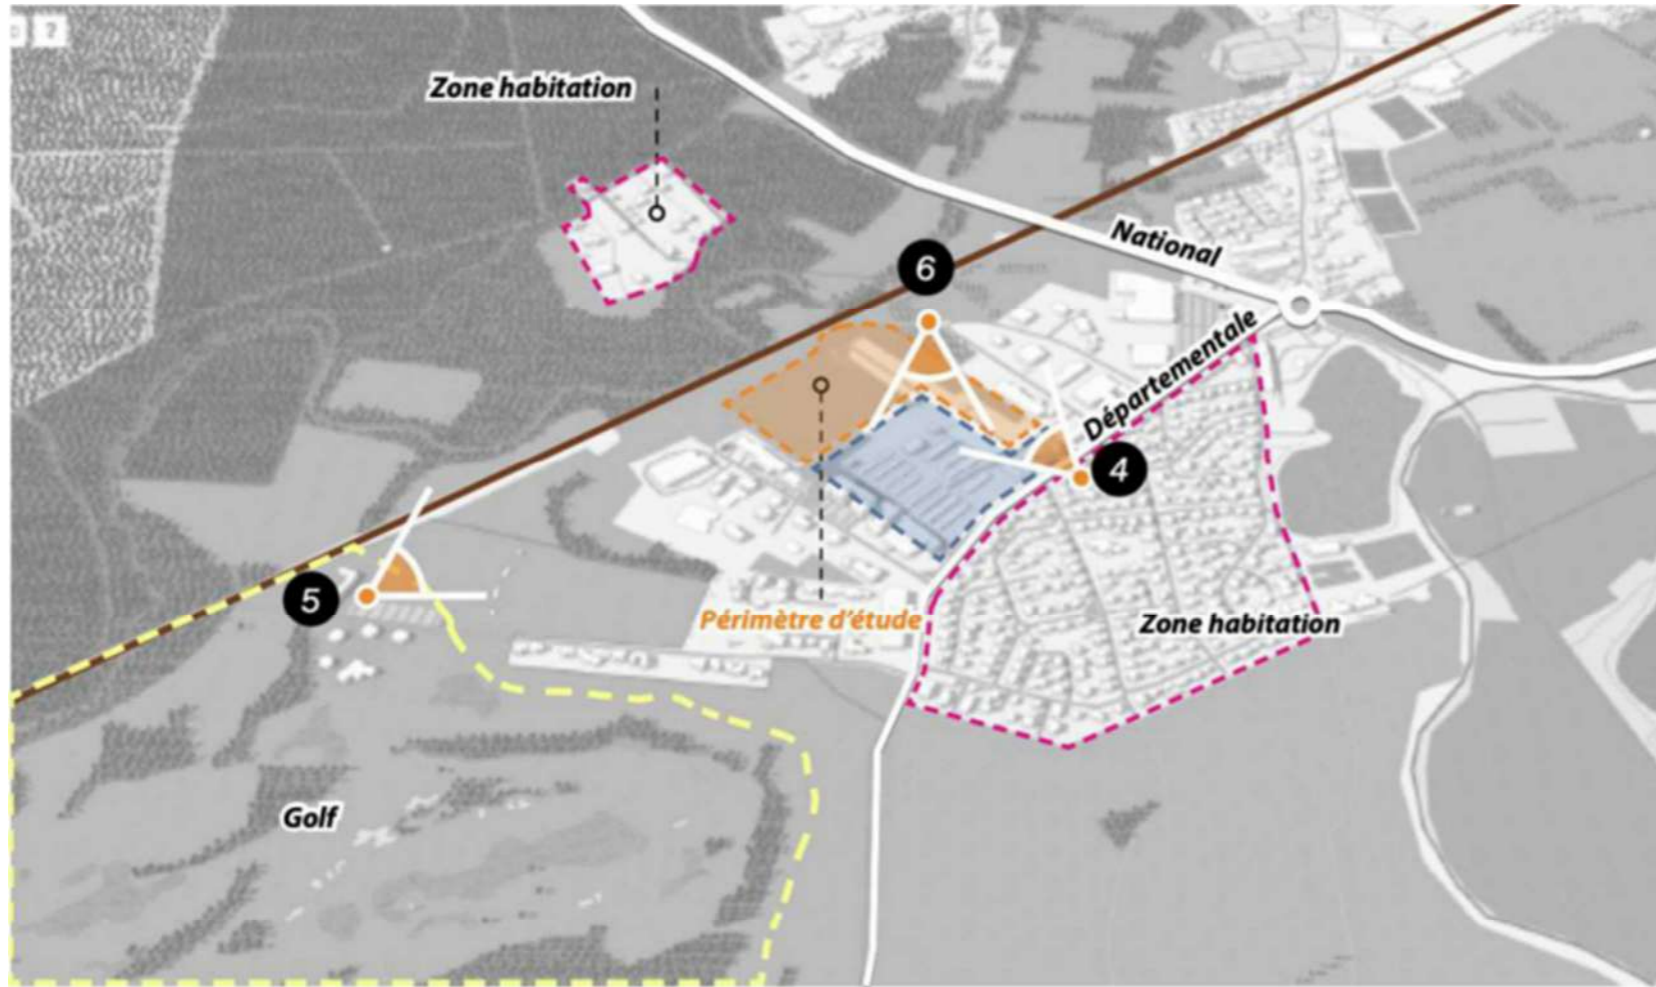 ?
Zone habitation
6
National
Départementale
4
5
Périmètre d'étude
Zone habitation
Golf